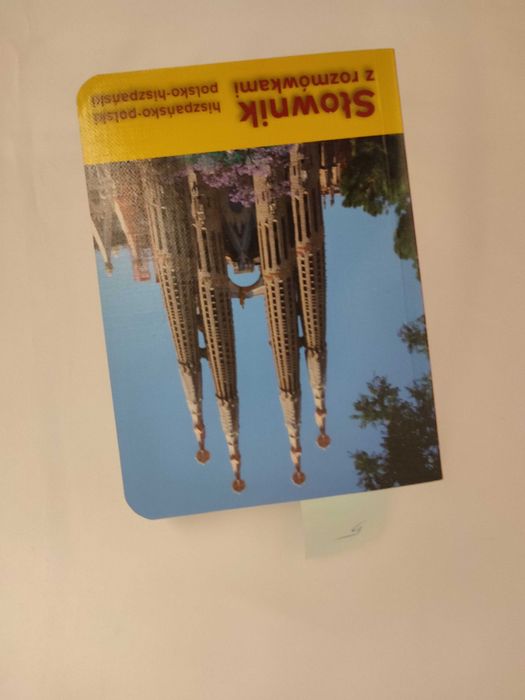 Słownik
z rozmówkami
hiszpańsko-polski
polsko-hiszpański